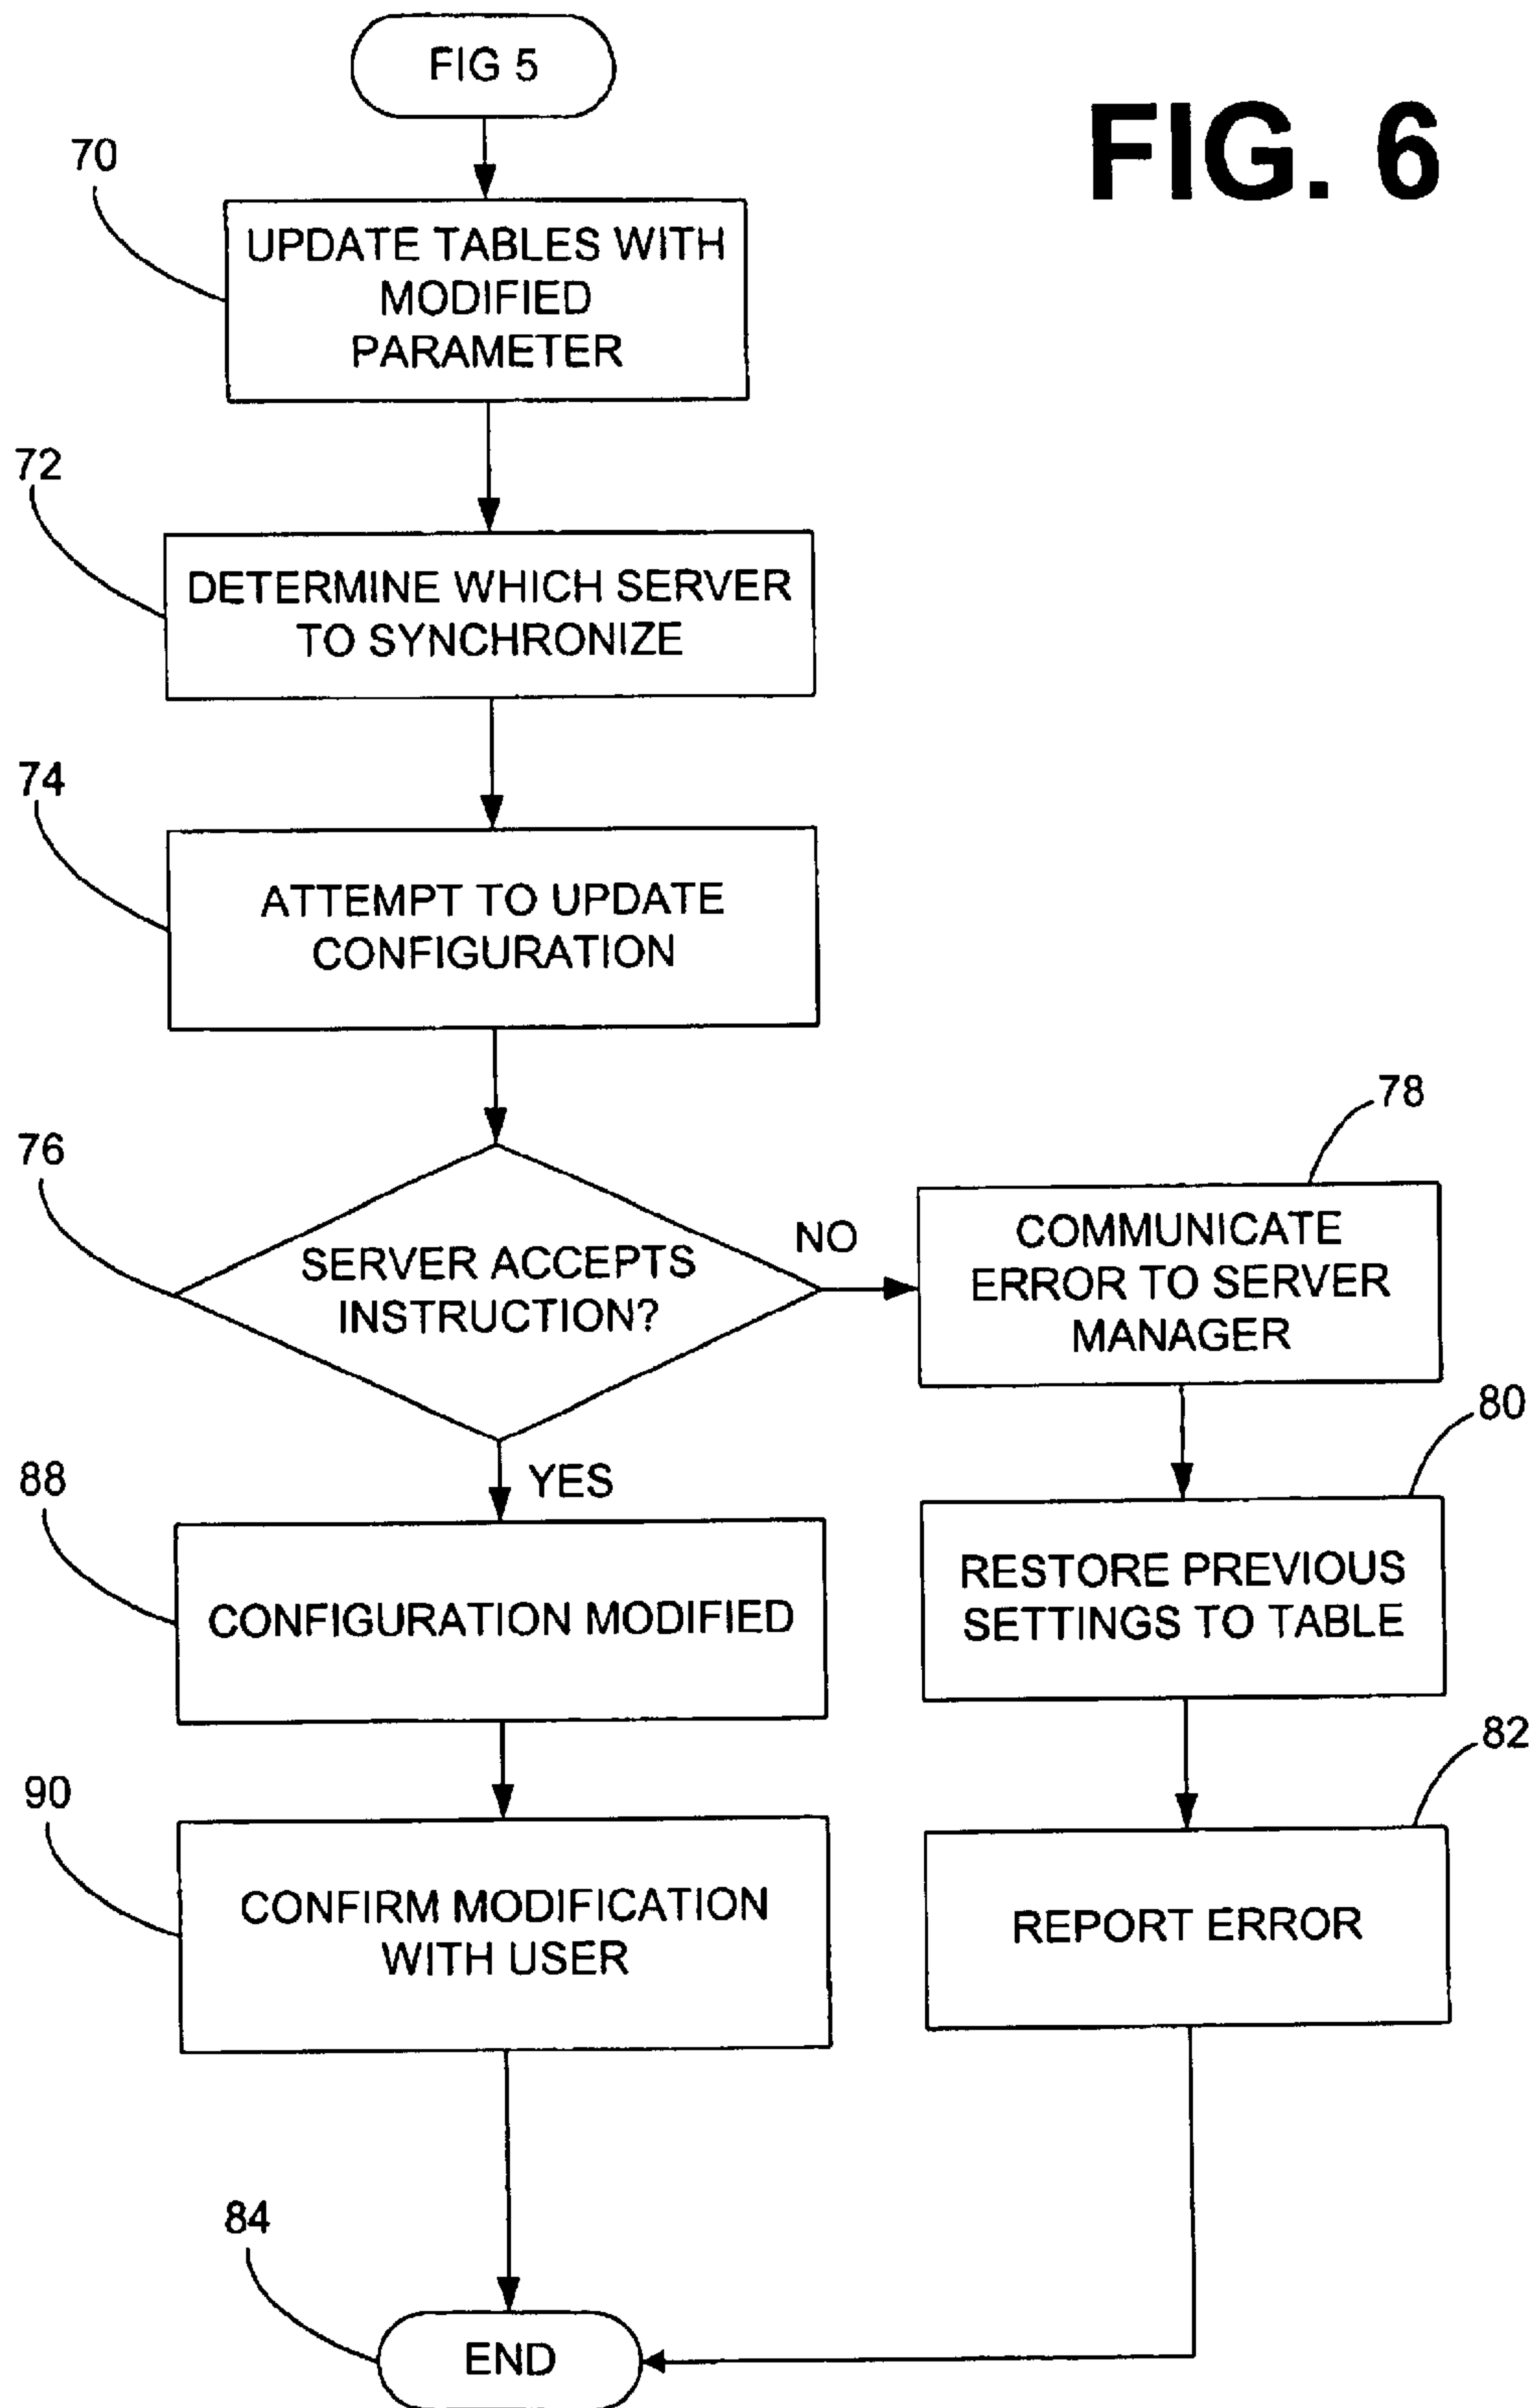 FIG 5
FIG. 6
70
UPDATE TABLES WITH
MODIFIED
PARAMETER
72
DETERMINE WHICH SERVER
TO SYNCHRONIZE
74
ATTEMPT TO UPDATE
CONFIGURATION
76
SERVER ACCEPTS
INSTRUCTION?
NO
78
COMMUNICATE
ERROR TO SERVER
MANAGER
80
RESTORE PREVIOUS
SETTINGS TO TABLE
82
REPORT ERROR
YES
88
CONFIGURATION MODIFIED
90
CONFIRM MODIFICATION
WITH USER
84
END